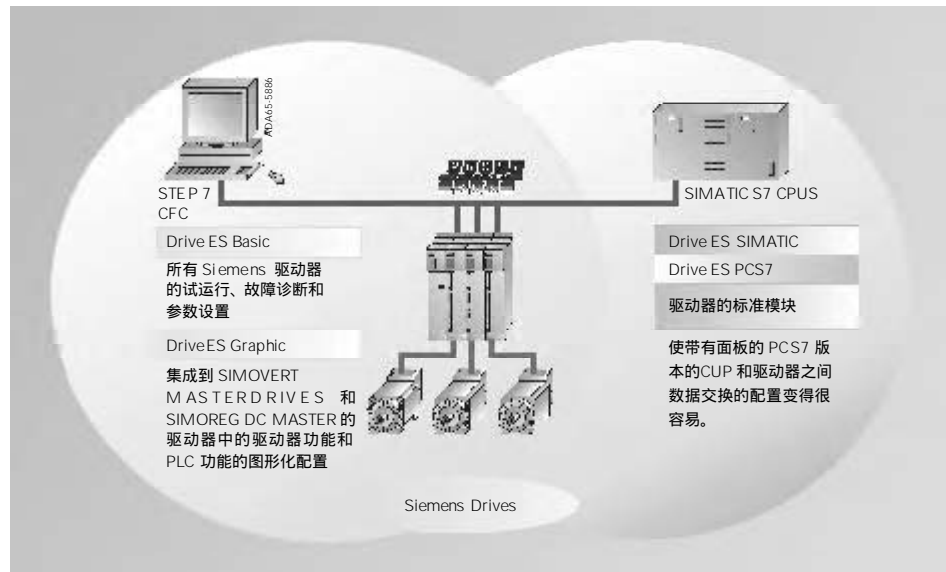 ADA65-5886
STEP 7
CFC
Drive ES Basic
所有 Siemens 驱动器
的试运行、故障诊断和
参数设置
Drive ES Graphic
集成到 SIMOVERT
MASTERDRIVES 和
SIMOREG DC MASTER 的
驱动器中的驱动器功能和
PLC 功能的图形化配置
SIMATIC S7 CPUS
Drive ES SIMATIC
Drive ES PCS7
驱动器的标准模块
使带有面板的 PCS7 版
本的CUP 和驱动器之间
数据交换的配置变得很
容易。
Siemens Drives